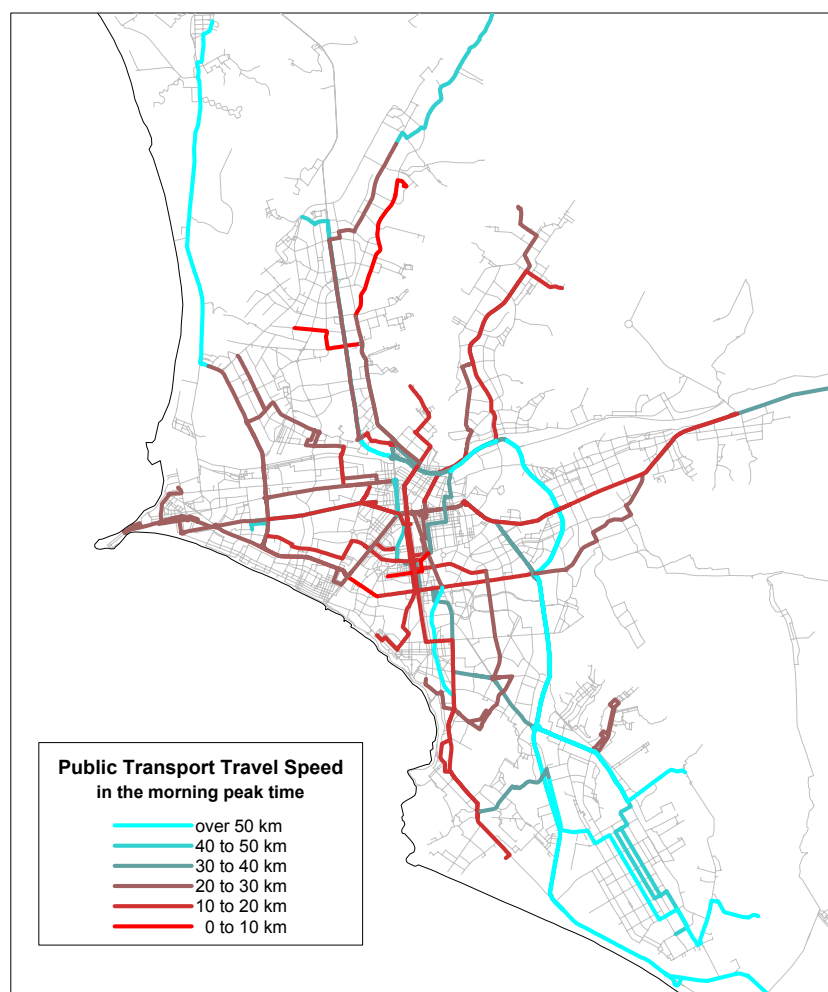 Public Transport Travel Speed
in the morning peak time
over 50 km
40 to 50 km
30 to 40 km
20 to 30 km
10 to 20 km
0 to 10 km